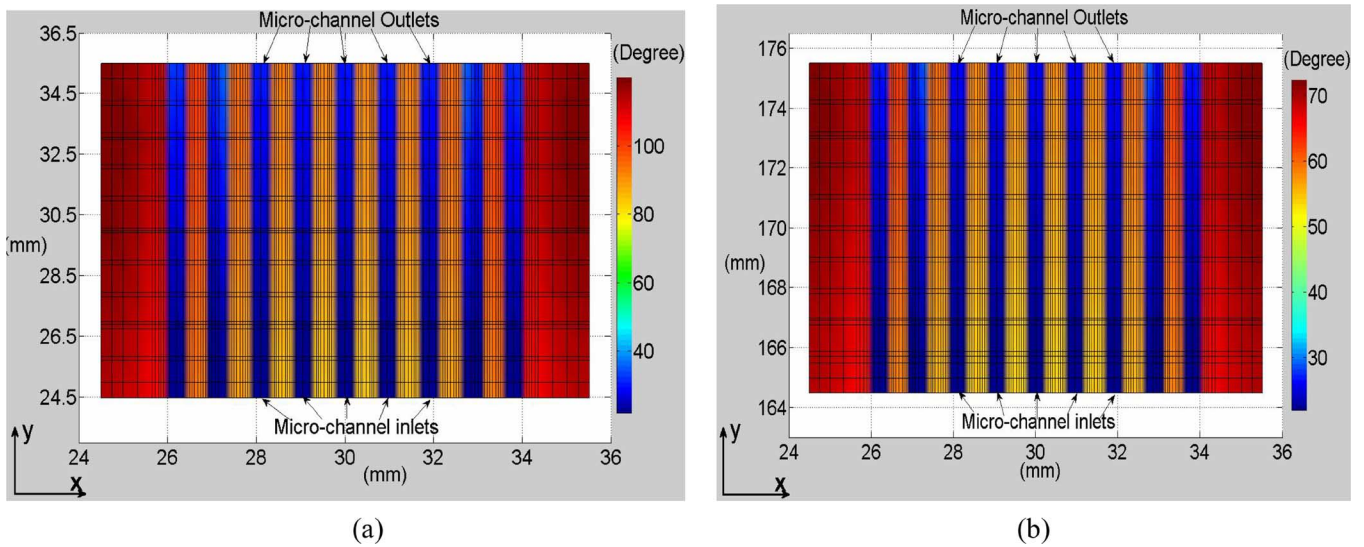 Micro-channel Outlets
(Degree)
36.5
34.5
32.5
30.5
(mm)
28.5
26.5
24.5
100
80
60
40
Micro-channel inlets
y
x
24 26 28 30 32 34 36
(mm)
(a)
Micro-channel Outlets
(Degree)
176
174
172
170
(mm)
168
166
164
70
60
50
40
30
Micro-channel inlets
y
x
24 26 28 30 32 34 36
(mm)
(b)